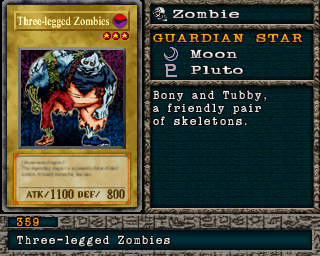 Three-legged Zombies
ATK/1100 DEF/ 800
Zombie
GUARDIAN STAR
Moon
Pluto
Bony and Tubby,
a friendly pair
of skeletons.
359
Three-legged Zombies